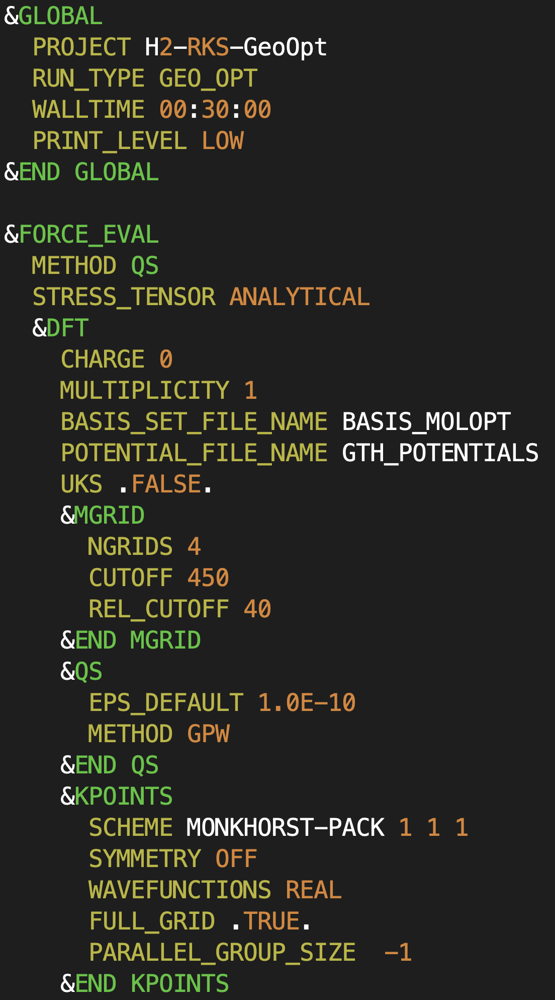 &GLOBAL
  PROJECT H2-RKS-GeoOpt
  RUN_TYPE GEO_OPT
  WALLTIME 00:30:00
  PRINT_LEVEL LOW
&END GLOBAL

&FORCE_EVAL
  METHOD QS
  STRESS_TENSOR ANALYTICAL
  &DFT
    CHARGE 0
    MULTIPLICITY 1
    BASIS_SET_FILE_NAME BASIS_MOLOPT
    POTENTIAL_FILE_NAME GTH_POTENTIALS
    UKS .FALSE.
    &MGRID
      NGRIDS 4
      CUTOFF 450
      REL_CUTOFF 40
    &END MGRID
    &QS
      EPS_DEFAULT 1.0E-10
      METHOD GPW
    &END QS
    &KPOINTS
      SCHEME MONKHORST-PACK 1 1 1
      SYMMETRY OFF
      WAVEFUNCTIONS REAL
      FULL_GRID .TRUE.
      PARALLEL_GROUP_SIZE  -1
    &END KPOINTS